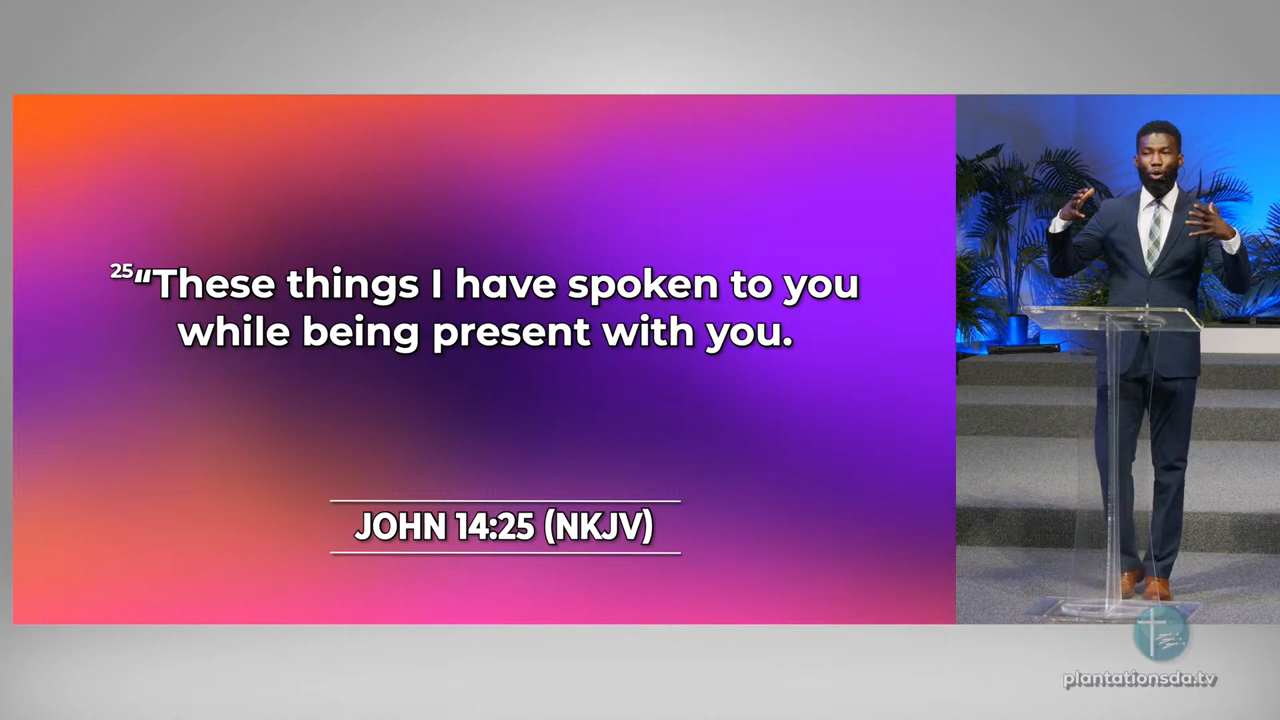 25“These things I have spoken to you
while being present with you.
JOHN 14:25 (NKJV)
plantationsda.tv